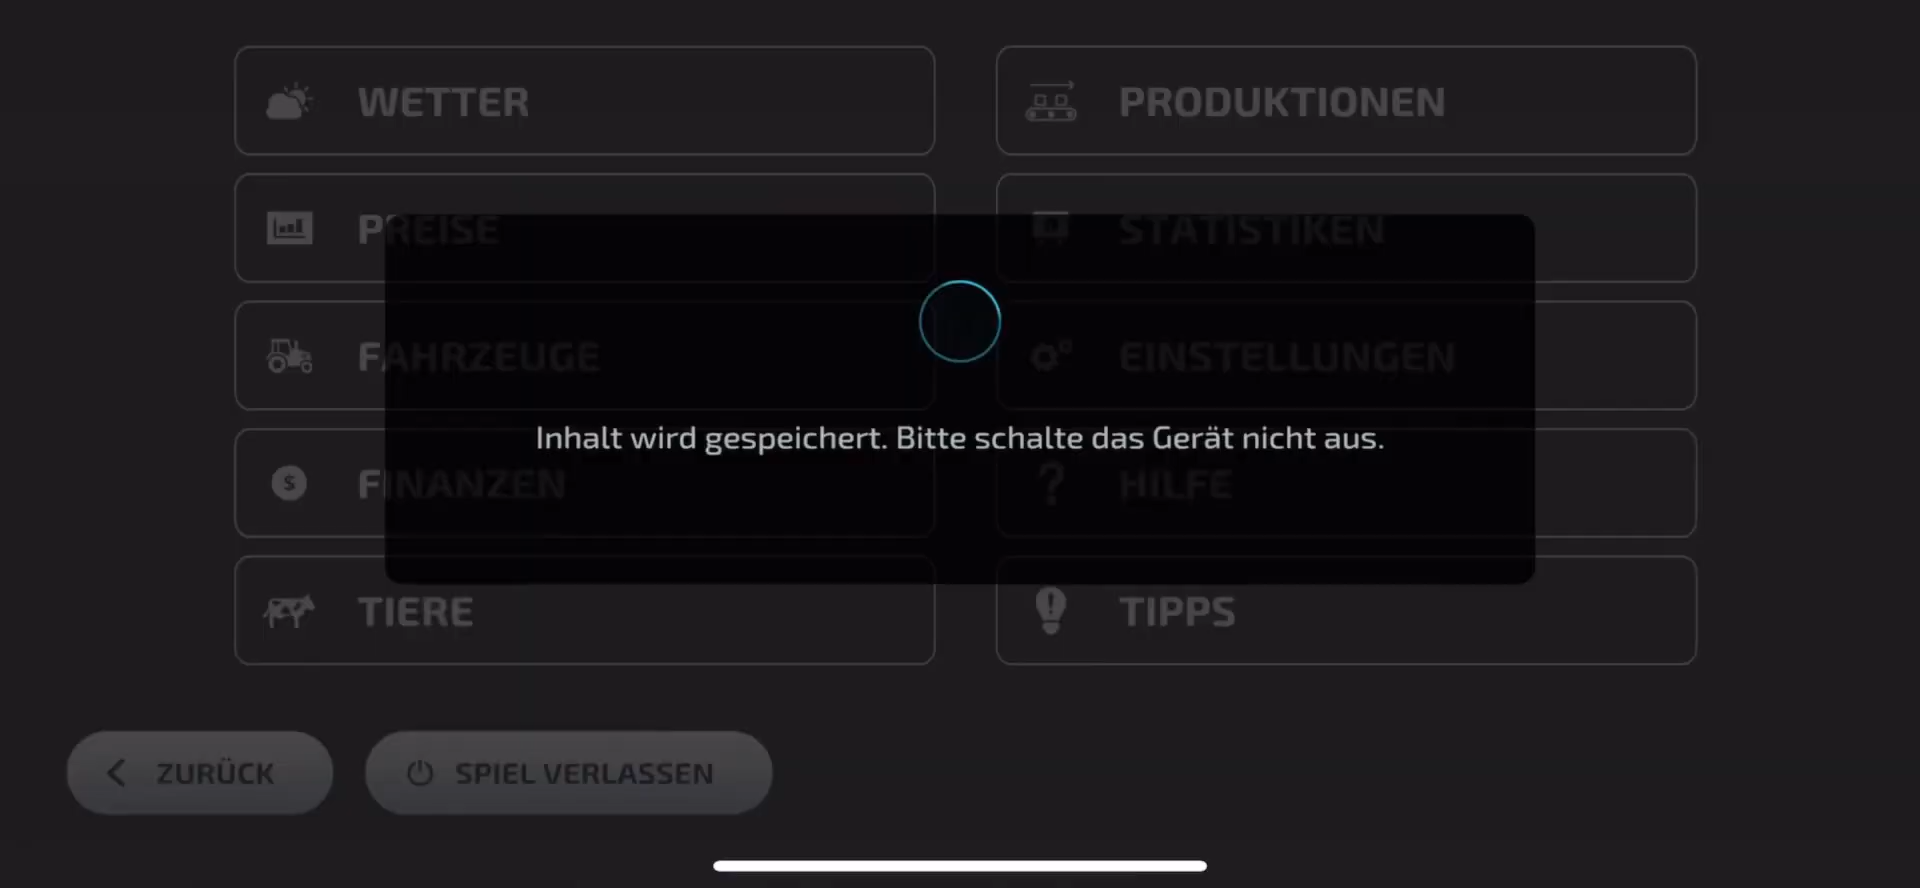 WETTER
PRODUKTIONEN
PREISE
STATISTIKEN
FAHRZEUGE
EINSTELLUNGEN
Inhalt wird gespeichert. Bitte schalte das Gerät nicht aus.
FINANZEN
HILFE
TIERE
TIPPS
ZURÜCK
SPIEL VERLASSEN